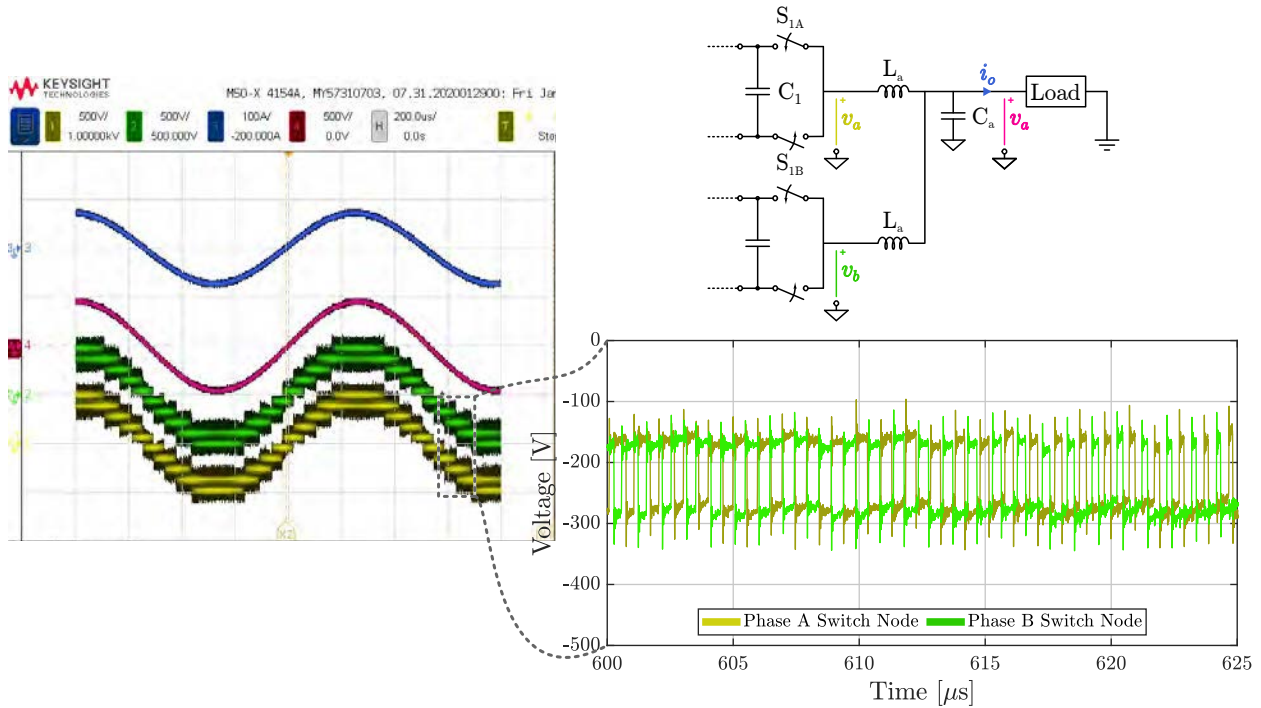 KEYSIGHT
TECHNOLOGIES
MSO-X 4154A, MY57310703, 07.31.2020012900: Fri Jan
1 500V/ 2 500V/ 3 100A/ 4 500V/ H 200.0us/ T
1.00000kV 500.000V -200.000A 0.0V 0.0s Stop
3
4
2
S1A
C1
La
io
Load
Ca
va
va
S1B
La
vb
Voltage [V]
0
-100
-200
-300
-400
-500
Phase A Switch Node
Phase B Switch Node
600 605 610 615 620 625
Time [μs]